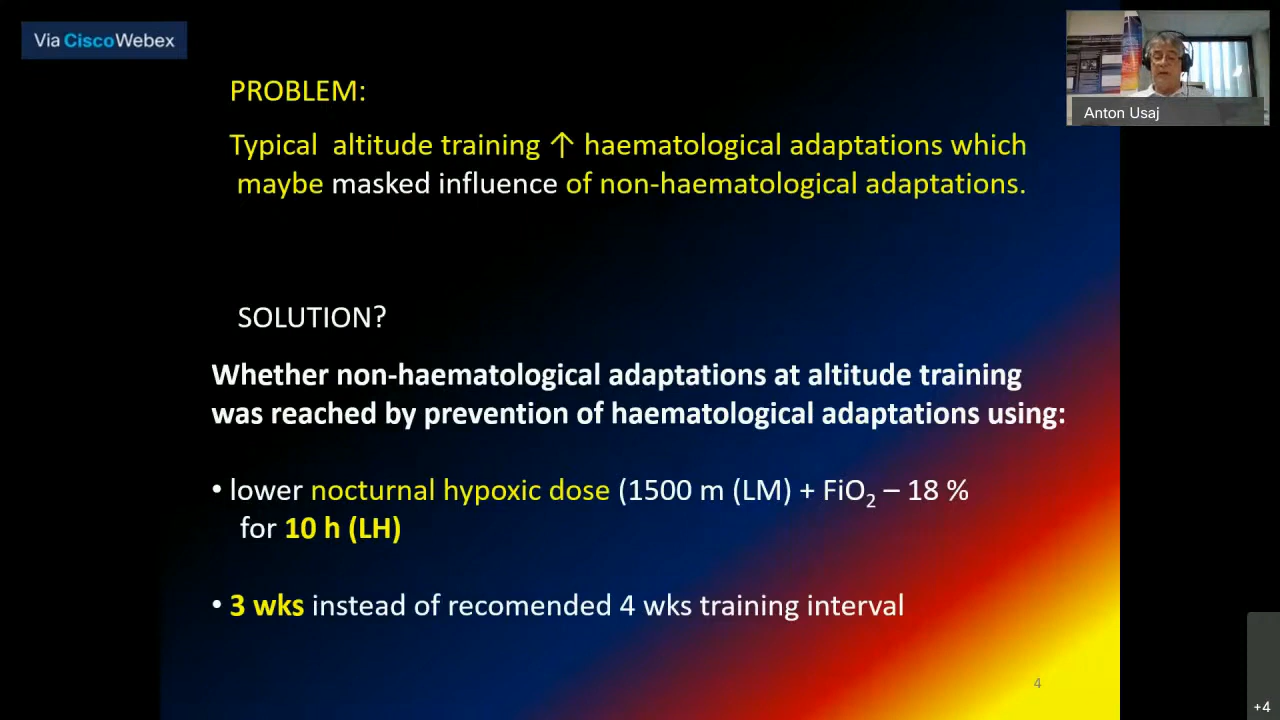 Via CiscoWebex
Anton Usaj
PROBLEM:
Typical altitude training ↑ haematological adaptations which
maybe masked influence of non-haematological adaptations.
SOLUTION?
Whether non-haematological adaptations at altitude training
was reached by prevention of haematological adaptations using:
• lower nocturnal hypoxic dose (1500 m (LM) + FiO₂ – 18 %
for 10 h (LH)
• 3 wks instead of recomended 4 wks training interval
4
+4